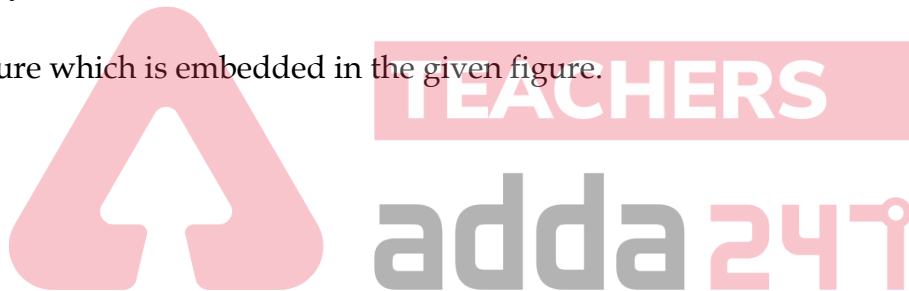 ure which is embedded in the given figure.
TEACHERS
adda 247